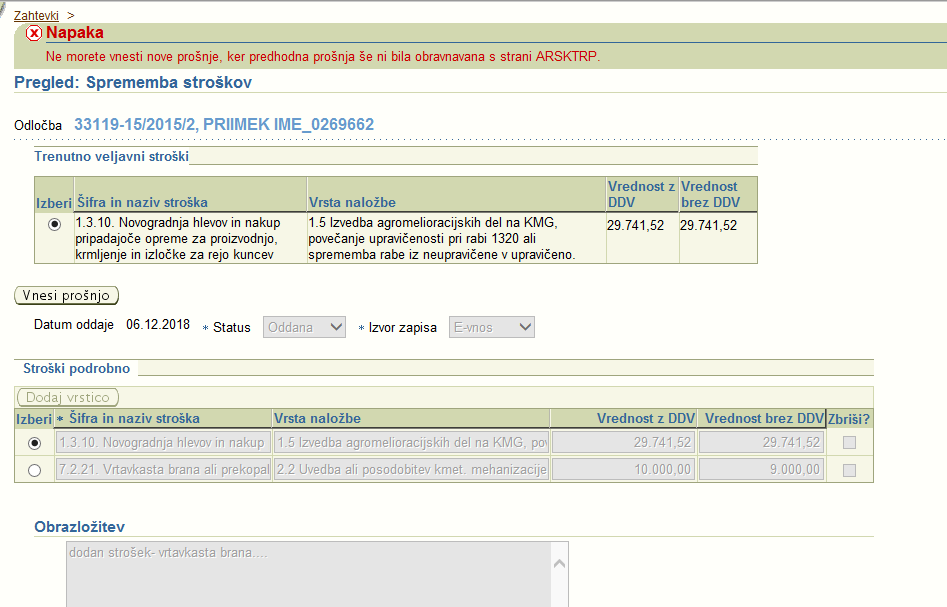 Zahtevki >
Napaka
Ne morete vnesti nove prošnje, ker predhodna prošnja še ni bila obravnavana s strani ARSKTRP.
Pregled: Sprememba stroškov
Odločba 33119-15/2015/2, PRIIMEK IME_0269662
Trenutno veljavni stroški
Izberi Šifra in naziv stroška Vrsta naložbe Vrednost z DDV Vrednost brez DDV
1.3.10. Novogradnja hlevov in nakup pripadajoče opreme za proizvodnjo, krmljenje in izločke za rejo kuncev
1.5 Izvedba agromelioracijskih del na KMG, povečanje upravičenosti pri rabi 1320 ali sprememba rabe iz neupravičene v upravičeno.
29.741,52 29.741,52
Vnesi prošnjo
Datum oddaje 06.12.2018 * Status Oddana * Izvor zapisa E-vnos
Stroški podrobno
Dodaj vrstico
Izberi * Šifra in naziv stroška Vrsta naložbe Vrednost z DDV Vrednost brez DDV Zbriši?
1.3.10. Novogradnja hlevov in nakup 1.5 Izvedba agromelioracijskih del na KMG, pov 29.741,52 29.741,52
7.2.21. Vrtavkasta brana ali prekopal 2.2 Uvedba ali posodobitev kmet. mehanizacije 10.000,00 9.000,00
Obrazložitev
dodan strošek- vrtavkasta brana....